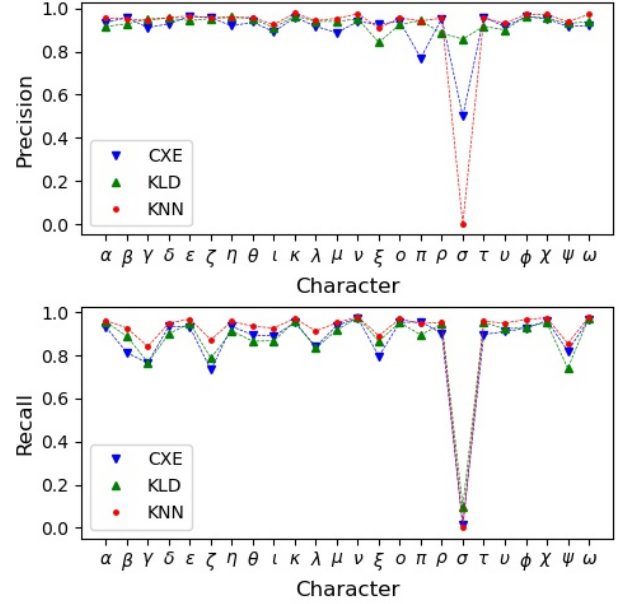 1.0
0.8
0.6
0.4
0.2
0.0
Precision
CXE
KLD
KNN
α β γ δ ε ζ η θ ι κ λ μ ν ξ ο π ρ σ τ υ ϕ χ ψ ω
Character
1.0
0.8
0.6
0.4
0.2
0.0
Recall
CXE
KLD
KNN
α β γ δ ε ζ η θ ι κ λ μ ν ξ ο π ρ σ τ υ ϕ χ ψ ω
Character